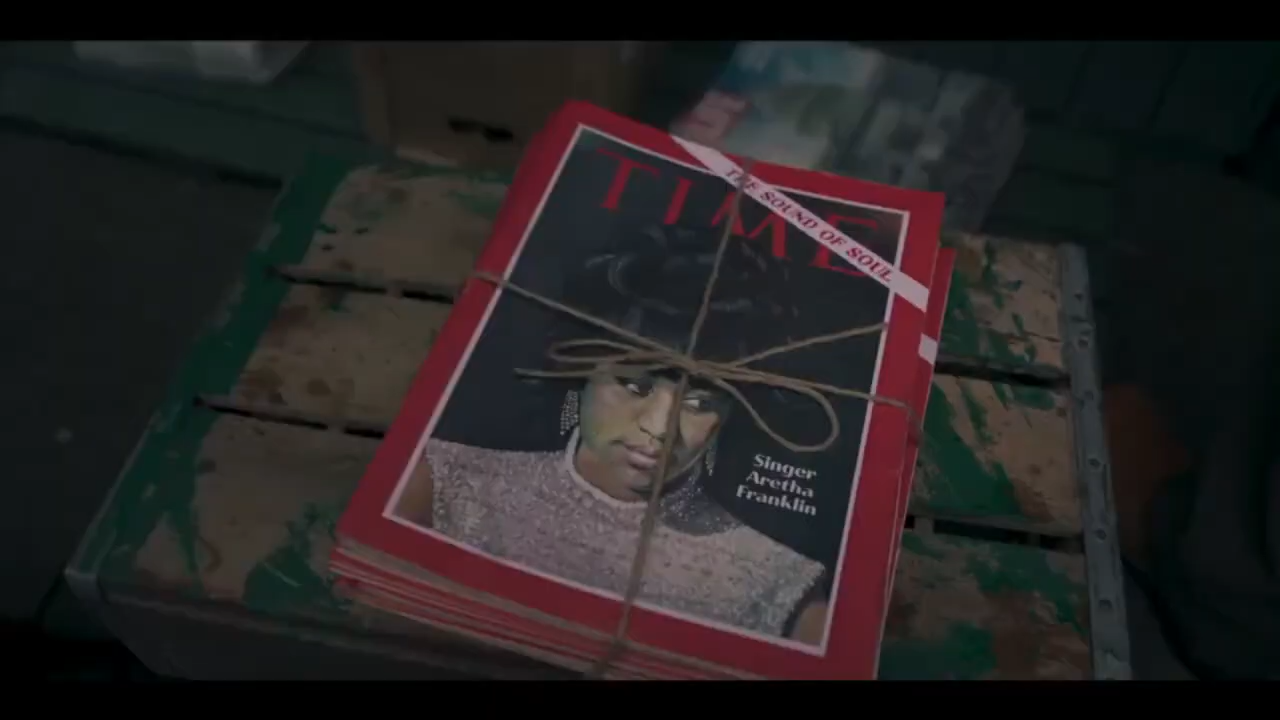 TIME
THE SOUND OF SOUL
Singer
Aretha
Franklin